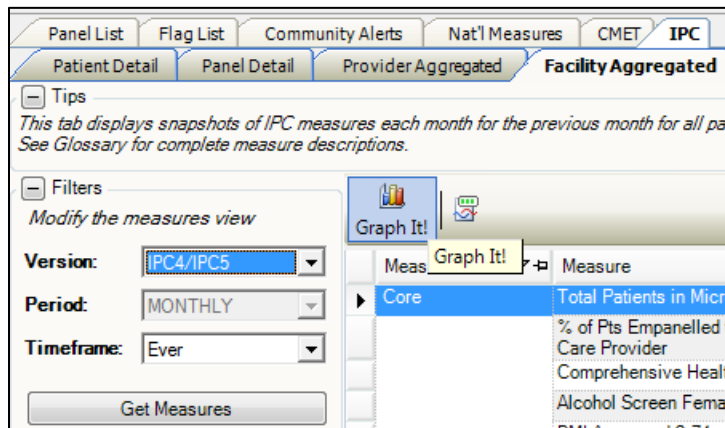 Panel List Flag List Community Alerts Nat'l Measures CMET IPC
Patient Detail Panel Detail Provider Aggregated Facility Aggregated
Tips
This tab displays snapshots of IPC measures each month for the previous month for all pa
See Glossary for complete measure descriptions.
Filters
Modify the measures view
Version: IPC4/IPC5
Period: MONTHLY
Timeframe: Ever
Get Measures
Graph It!
Graph It!
Meas Measure
Core Total Patients in Micr
% of Pts Empanelled
Care Provider
Comprehensive Healt
Alcohol Screen Fema